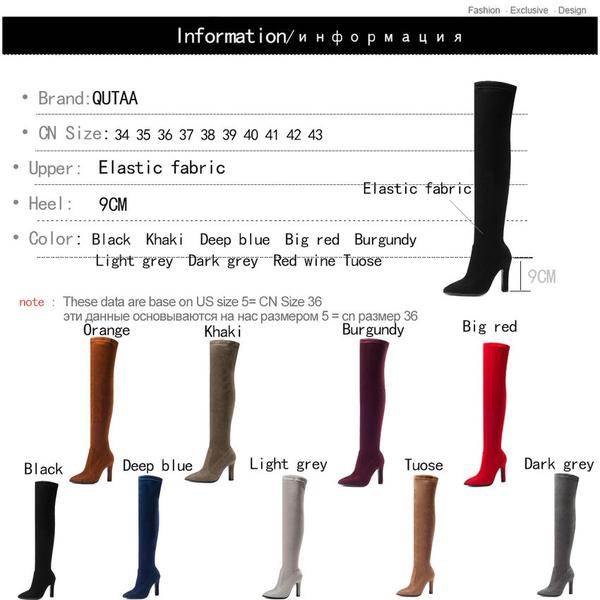 Fashion . Exclusive . Design
Information/информация
• Brand: QUTAA
• CN Size: 34 35 36 37 38 39 40 41 42 43
• Upper: Elastic fabric
Elastic fabric
• Heel: 9CM
• Color: Black Khaki Deep blue Big red Burgundy
Light grey Dark grey Red wine Tuose
9CM
note : These data are base on US size 5= CN Size 36
эти данные основываются на нас размером 5 = cn размер 36
Orange Khaki Burgundy Big red
Black Deep blue Light grey Tuose Dark grey